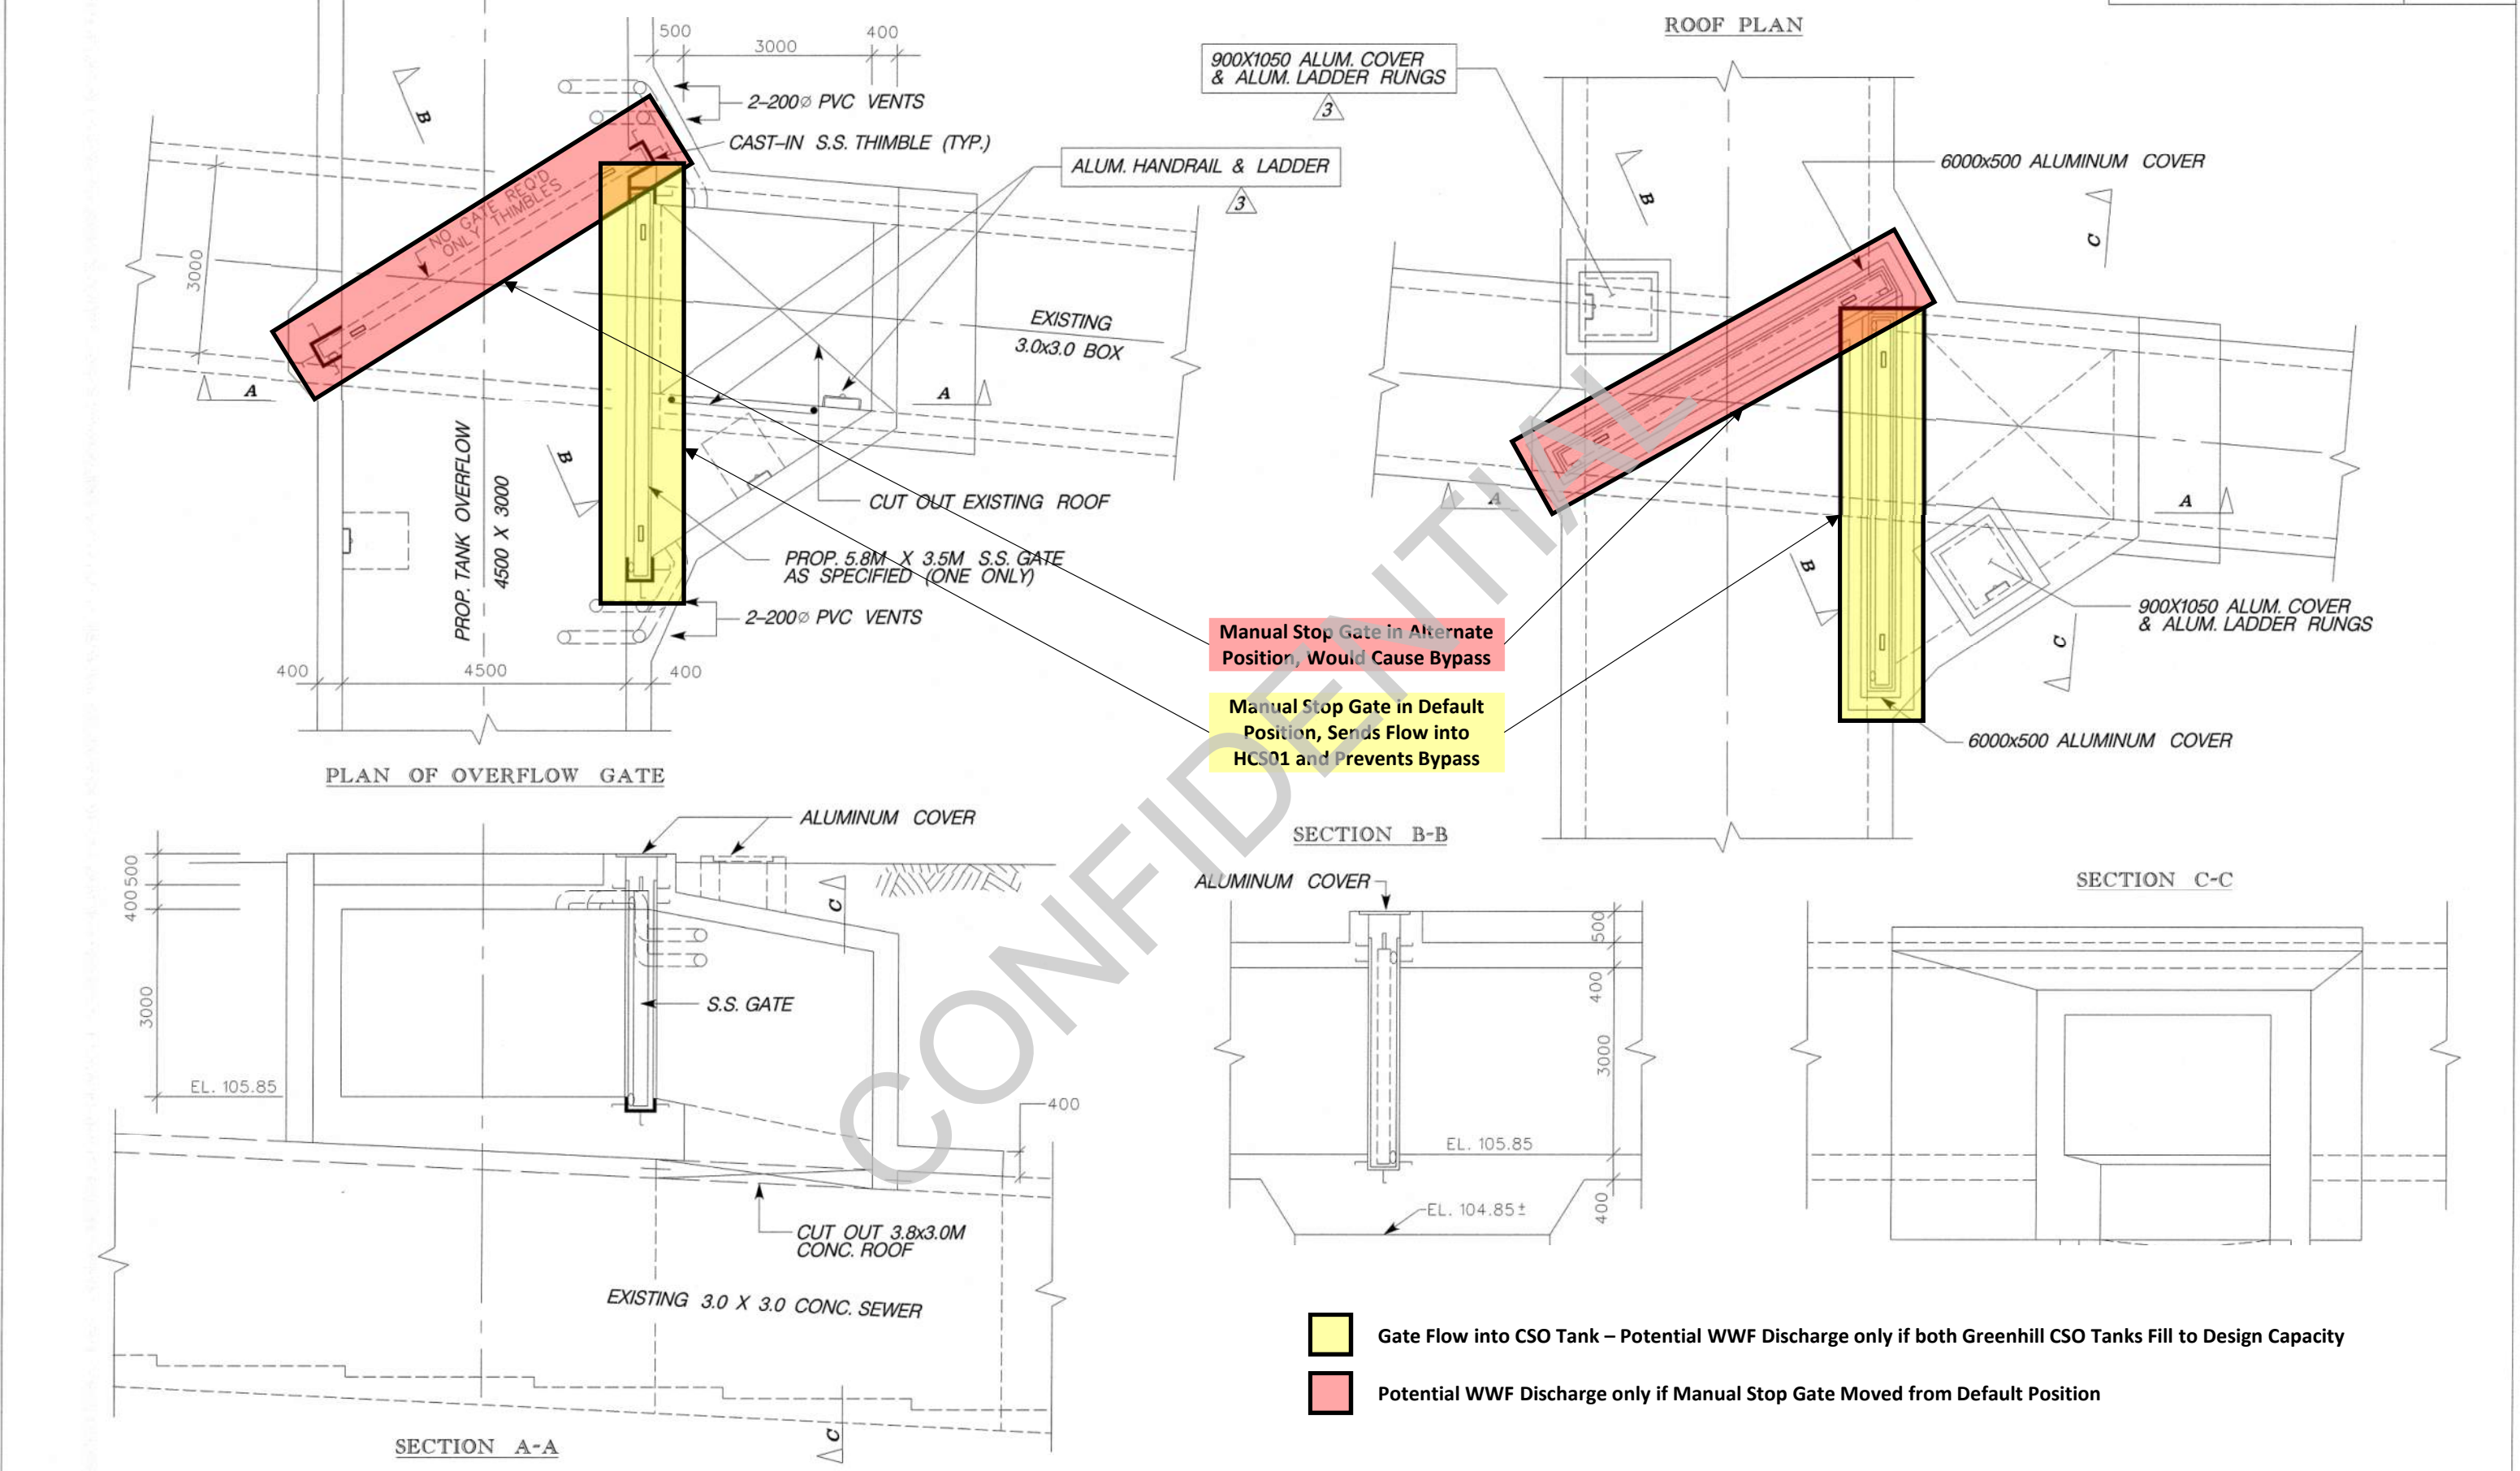 ROOF PLAN
500
3000
400
2-200Ø PVC VENTS
CAST-IN S.S. THIMBLE (TYP.)
ALUM. HANDRAIL & LADDER
3
B
NO GATE REQ'D
ONLY THIMBLES
3000
EXISTING
3.0x3.0 BOX
A
A
B
PROP. TANK OVERFLOW
4500 X 3000
CUT OUT EXISTING ROOF
PROP. 5.8M X 3.5M S.S. GATE
AS SPECIFIED (ONE ONLY)
2-200Ø PVC VENTS
400
4500
400
PLAN OF OVERFLOW GATE
900X1050 ALUM. COVER
& ALUM. LADDER RUNGS
3
6000x500 ALUMINUM COVER
B
C
A
A
B
C
900X1050 ALUM. COVER
& ALUM. LADDER RUNGS
6000x500 ALUMINUM COVER
Manual Stop Gate in Alternate
Position, Would Cause Bypass
Manual Stop Gate in Default
Position, Sends Flow into
HCS01 and Prevents Bypass
CONFIDENTIAL
ALUMINUM COVER
500
400
3000
C
S.S. GATE
EL. 105.85
400
CUT OUT 3.8x3.0M
CONC. ROOF
EXISTING 3.0 X 3.0 CONC. SEWER
C
SECTION A-A
SECTION B-B
ALUMINUM COVER
500
400
3000
EL. 105.85
EL. 104.85±
400
SECTION C-C
Gate Flow into CSO Tank – Potential WWF Discharge only if both Greenhill CSO Tanks Fill to Design Capacity
Potential WWF Discharge only if Manual Stop Gate Moved from Default Position